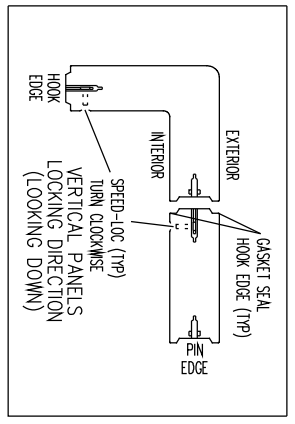 EXTERIOR
INTERIOR
HOOK
EDGE
GASKET SEAL
HOOK EDGE (TYP)
PIN
EDGE
SPEED-LOC (TYP)
TURN CLOCKWISE
VERTICAL PANELS
LOCKING DIRECTION
(LOOKING DOWN)